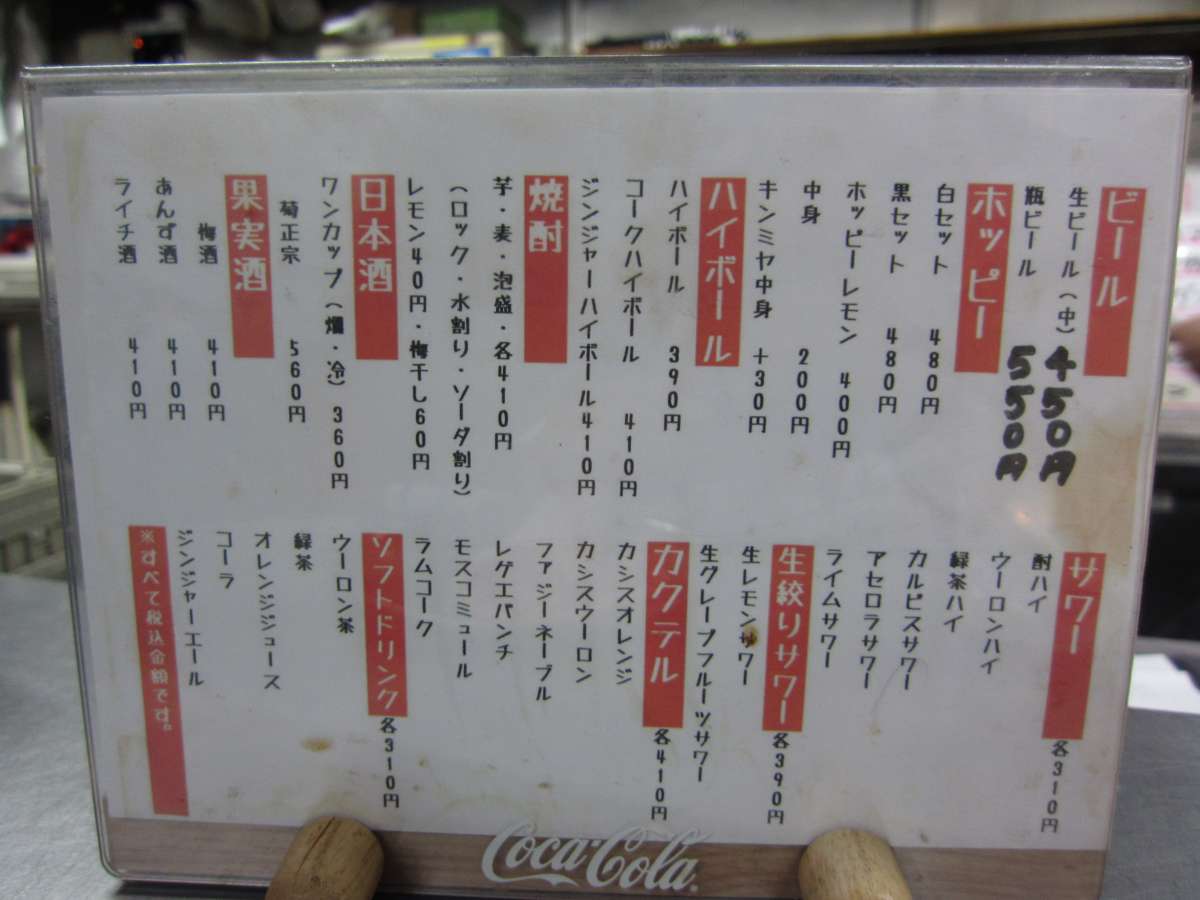 ビール
生ビール(中) 450円
瓶ビール 550円
ホッピー
白セット 480円
黒セット 480円
ホッピーレモン 400円
中身 200円
キンミヤ中身 +30円
ハイボール
ハイボール 390円
コークハイボール 410円
ジンジャーハイボール410円
焼酎
芋・麦・泡盛・各410円
(ロック・水割り・ソーダ割り)
レモン40円・梅干し60円
日本酒
ワンカップ(燗・冷)360円
菊正宗 560円
果実酒
梅酒 410円
あんず酒 410円
ライチ酒 410円
サワー 各310円
酎ハイ
ウーロンハイ
緑茶ハイ
カルピスサワー
アセロラサワー
ライムサワー
生絞りサワー 各390円
生レモンサワー
生グレープフルーツサワー
カクテル 各410円
カシスオレンジ
カシスウーロン
ファジーネーブル
レゲエパンチ
モスコミュール
ラムコーク
ソフトドリンク 各310円
ウーロン茶
緑茶
オレンジジュース
コーラ
ジンジャーエール
※すべて税込金額です。
Coca-Cola